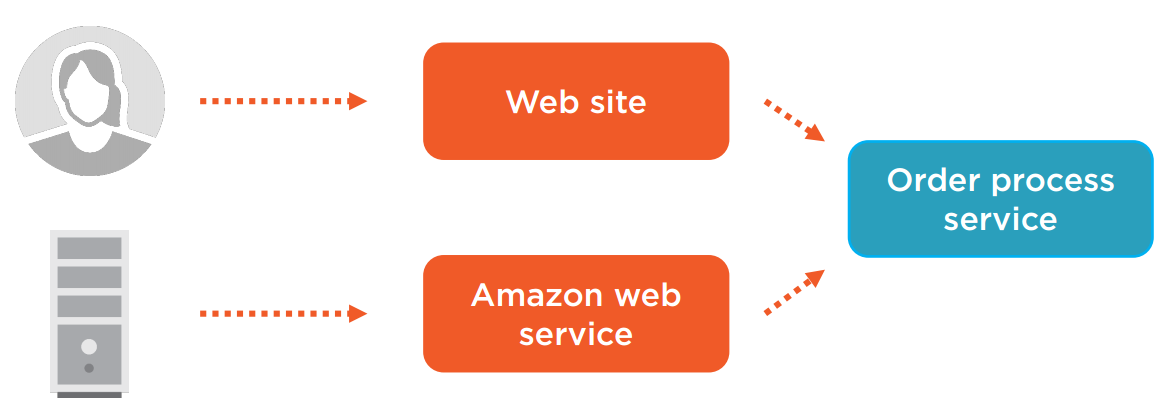 Web site
Order process
service
Amazon web
service